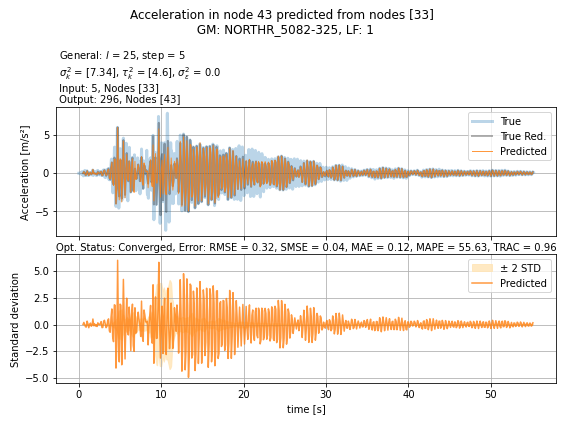 Acceleration in node 43 predicted from nodes [33]
GM: NORTHR_5082-325, LF: 1
General: l = 25, step = 5
σ²ₖ = [7.34], τ²ₖ = [4.6], σ²ε = 0.0
Input: 5, Nodes [33]
Output: 296, Nodes [43]
Acceleration [m/s²]
5
0
−5
True
True Red.
Predicted
Opt. Status: Converged, Error: RMSE = 0.32, SMSE = 0.04, MAE = 0.12, MAPE = 55.63, TRAC = 0.96
Standard deviation
5.0
2.5
0.0
−2.5
−5.0
± 2 STD
Predicted
0 10 20 30 40 50
time [s]